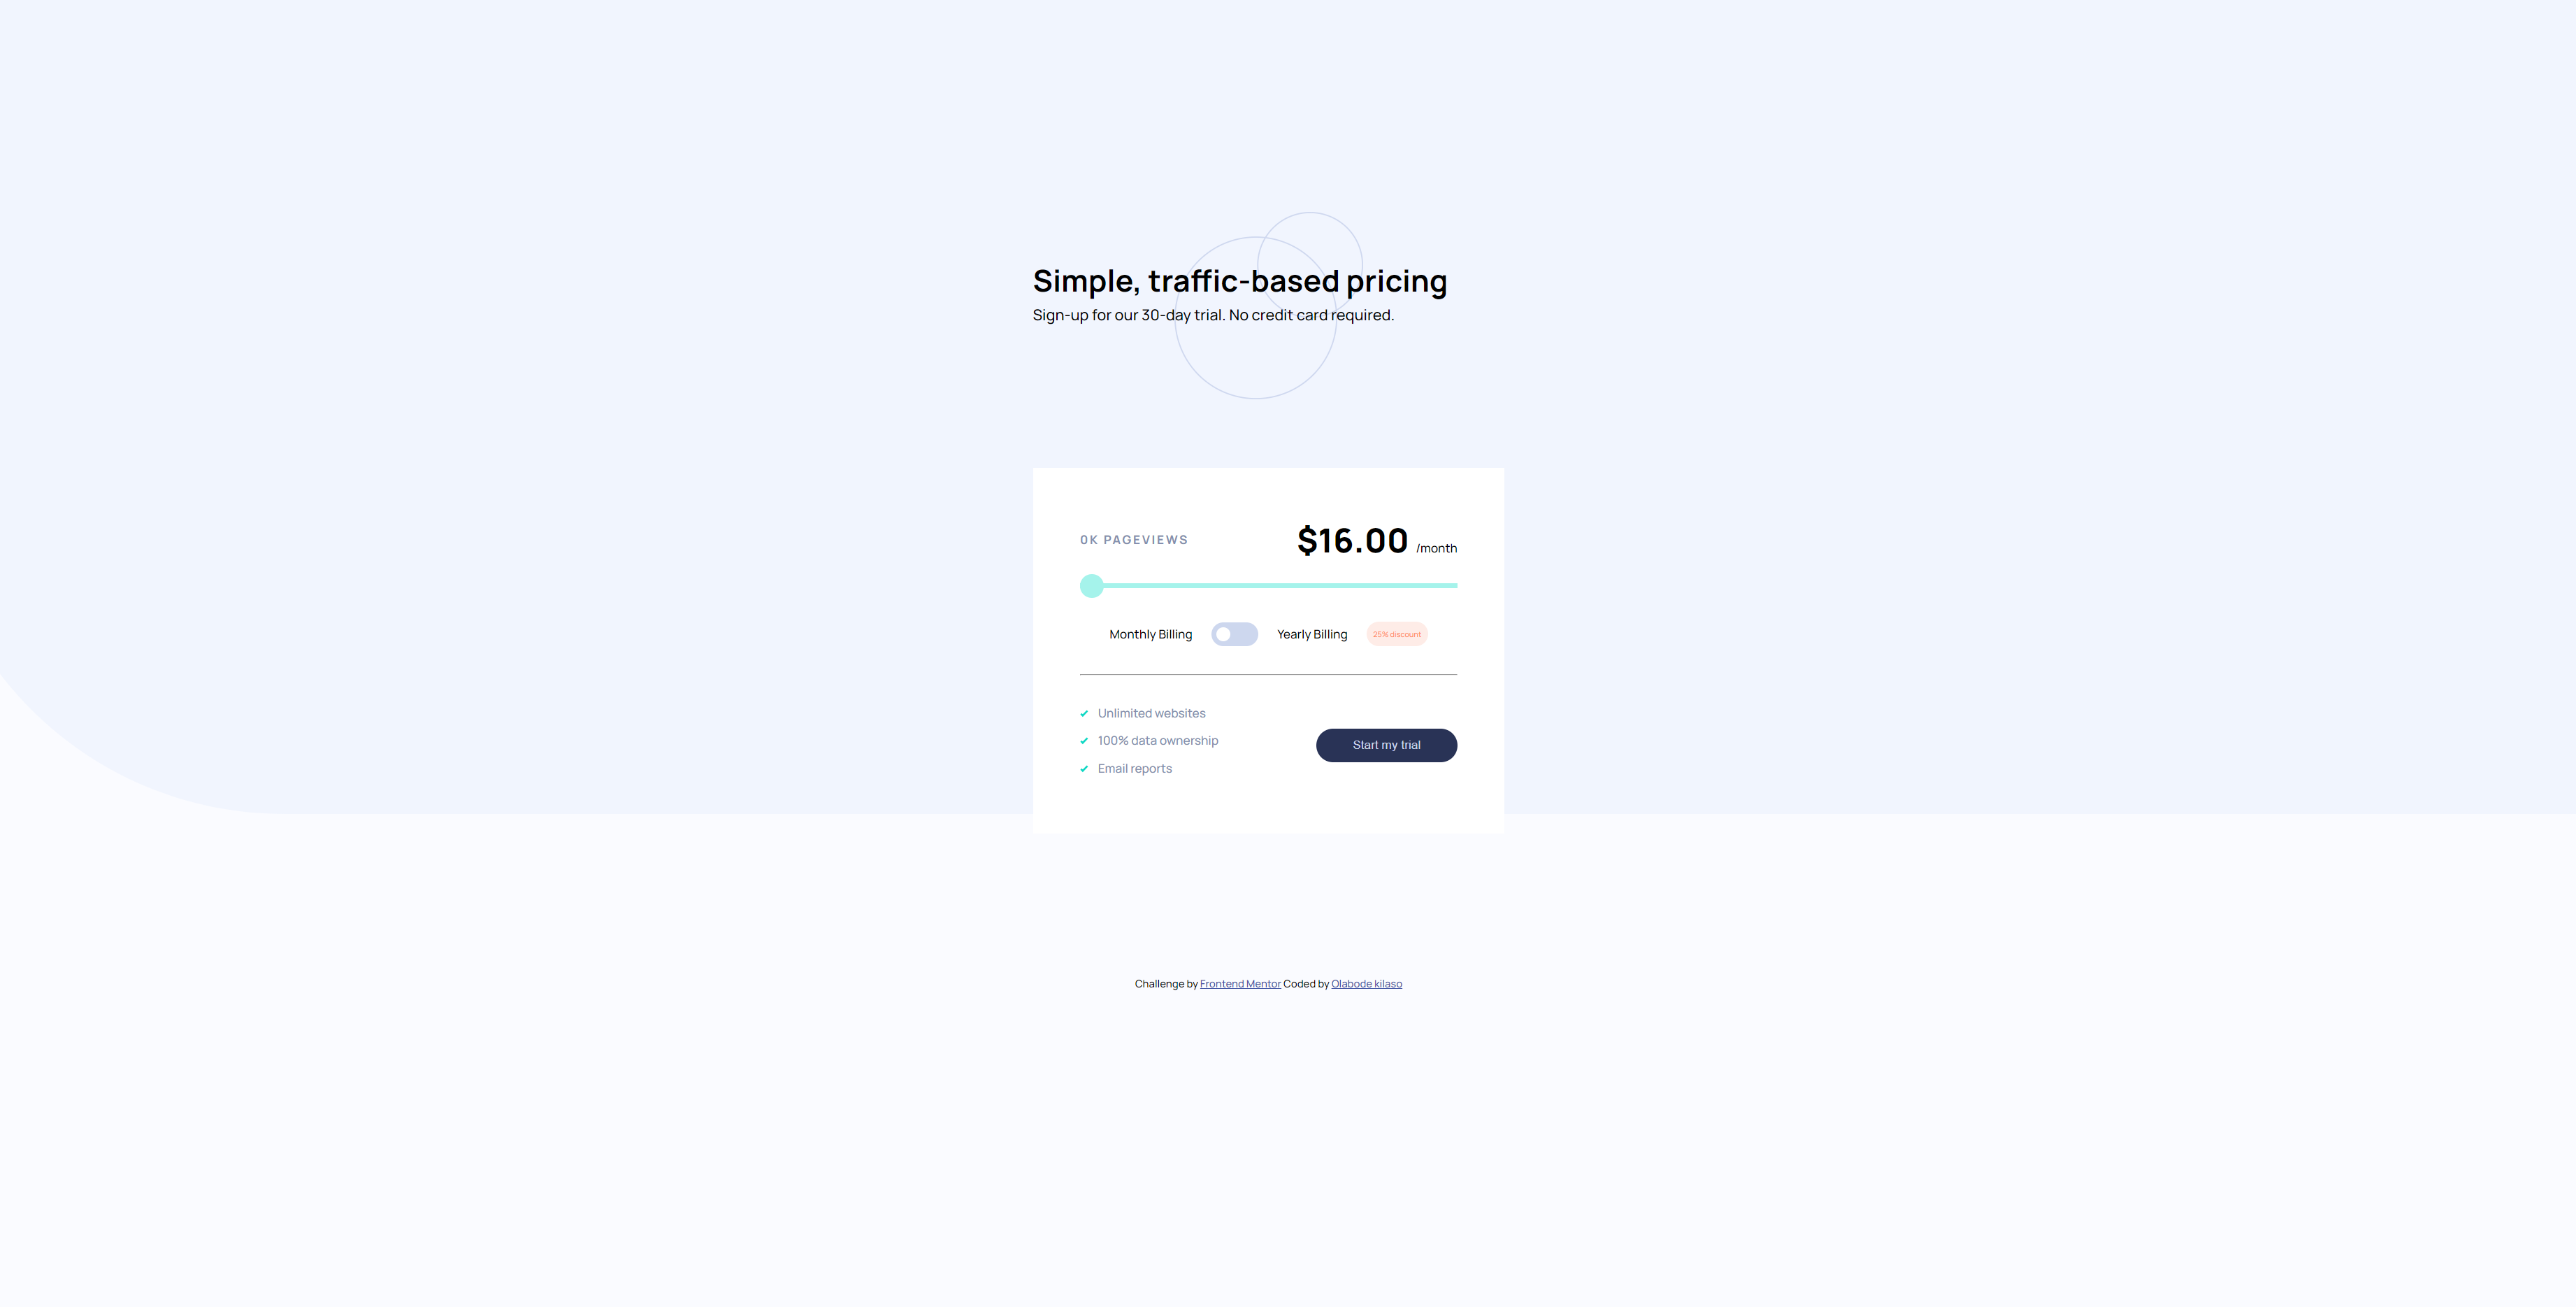 Simple, traffic-based pricing
Sign-up for our 30-day trial. No credit card required.
0K PAGEVIEWS
$16.00 /month
Monthly Billing
Yearly Billing
25% discount
Unlimited websites
100% data ownership
Email reports
Start my trial
Challenge by Frontend Mentor Coded by Olabode kilaso